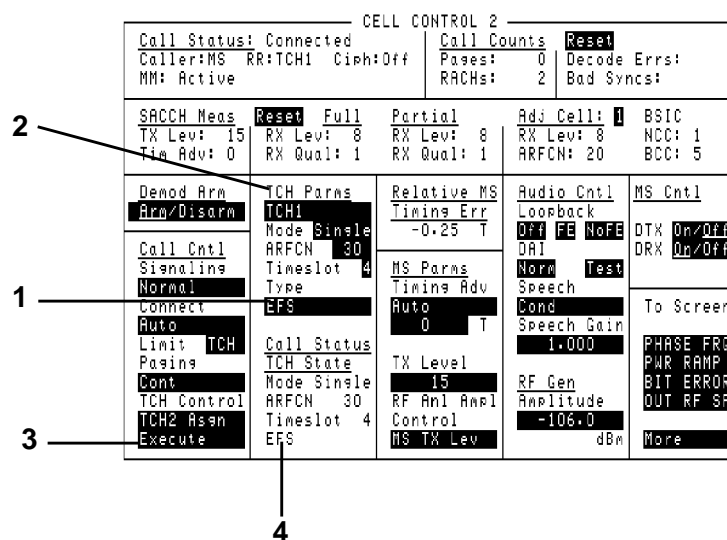 CELL CONTROL 2
Call Status: Connected
Caller:MS RR:TCH1 Ciph:Off
MM: Active
Call Counts Reset
Pages: 0 Decode Errs:
RACHs: 2 Bad Syncs:
SACCH Meas Reset Full Partial Adj Cell: 1 BSIC
TX Lev: 15 RX Lev: 8 RX Lev: 8 RX Lev: 8 NCC: 1
Tim Adv: 0 RX Qual: 1 RX Qual: 1 ARFCN: 20 BCC: 5
Demod Arm
Arm/Disarm
Call Cntl
Signaling
Normal
Connect
Auto
Limit TCH
Paging
Cont
TCH Control
TCH2 Asgn
Execute
TCH Parms
TCH1
Mode Single
ARFCN 30
Timeslot 4
Type
EFS
Call Status
TCH State
Mode Single
ARFCN 30
Timeslot 4
EFS
Relative MS
Timing Err
-0.25 T
MS Parms
Timing Adv
Auto
0 T
TX Level
15
RF Anl Ampl
Control
MS TX Lev
Audio Cntl
Loopback
Off FE NoFE
DAI
Norm Test
Speech
Cond
Speech Gain
1.000
RF Gen
Amplitude
-106.0
dBm
MS Cntl
DTX On/Off
DRX On/Off
To Screen
PHASE FRQ
PWR RAMP
BIT ERROR
OUT RF SP
More
2
1
3
4